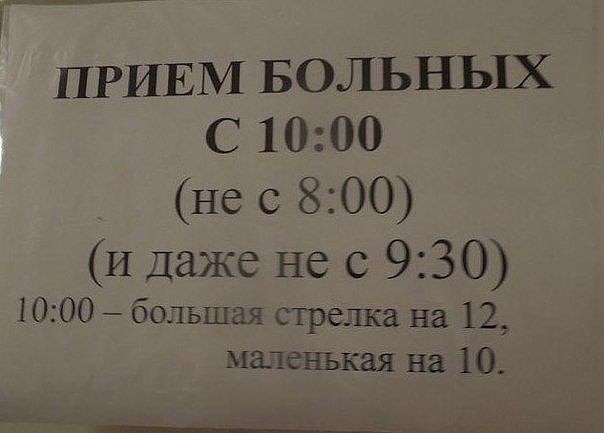 ПРИЕМ БОЛЬНЫХ
С 10:00
(не с 8:00)
(и даже не с 9:30)
10:00 – большая стрелка на 12,
маленькая на 10.